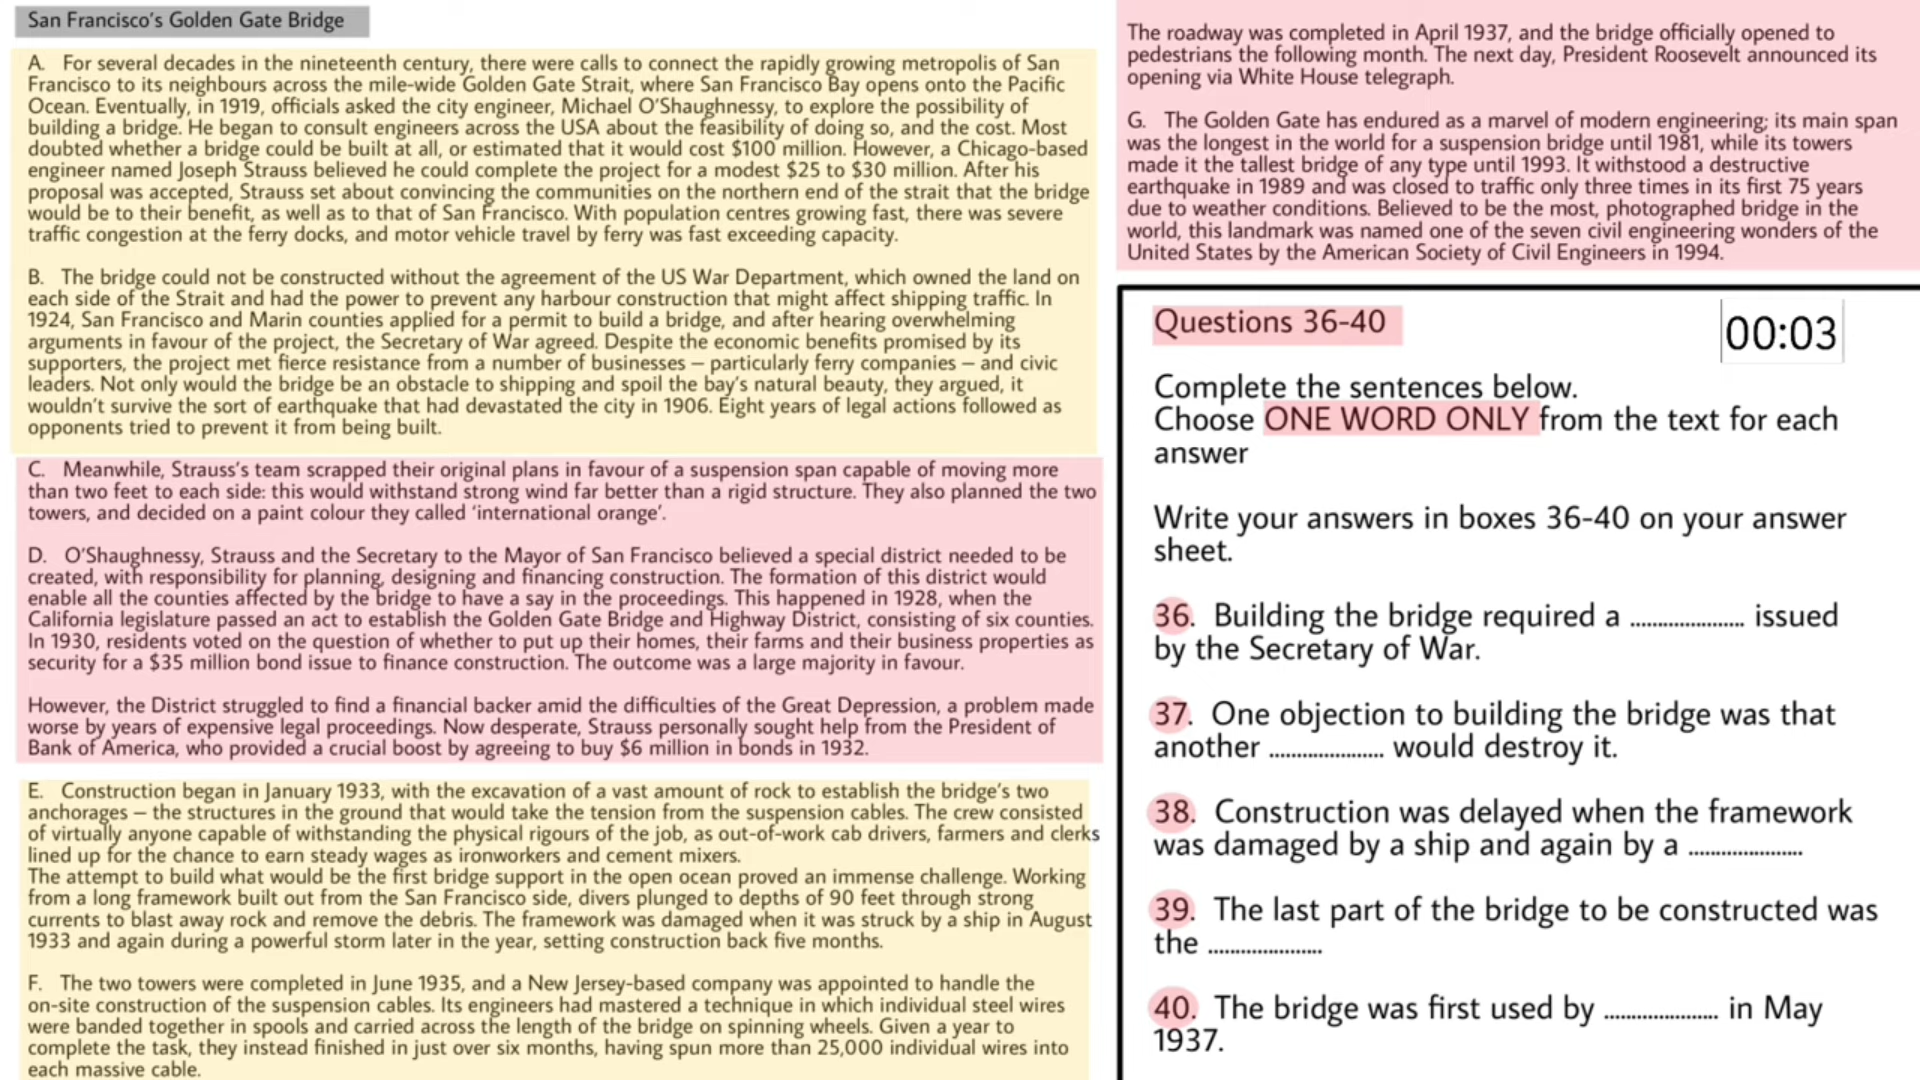 San Francisco's Golden Gate Bridge
A. For several decades in the nineteenth century, there were calls to connect the rapidly growing metropolis of San
Francisco to its neighbours across the mile-wide Golden Gate Strait, where San Francisco Bay opens onto the Pacific
Ocean. Eventually, in 1919, officials asked the city engineer, Michael O'Shaughnessy, to explore the possibility of
building a bridge. He began to consult engineers across the USA about the feasibility of doing so, and the cost. Most
doubted whether a bridge could be built at all, or estimated that it would cost $100 million. However, a Chicago-based
engineer named Joseph Strauss believed he could complete the project for a modest $25 to $30 million. After his
proposal was accepted, Strauss set about convincing the communities on the northern end of the strait that the bridge
would be to their benefit, as well as to that of San Francisco. With population centres growing fast, there was severe
traffic congestion at the ferry docks, and motor vehicle travel by ferry was fast exceeding capacity.
B. The bridge could not be constructed without the agreement of the US War Department, which owned the land on
each side of the Strait and had the power to prevent any harbour construction that might affect shipping traffic. In
1924, San Francisco and Marin counties applied for a permit to build a bridge, and after hearing overwhelming
arguments in favour of the project, the Secretary of War agreed. Despite the economic benefits promised by its
supporters, the project met fierce resistance from a number of businesses – particularly ferry companies – and civic
leaders. Not only would the bridge be an obstacle to shipping and spoil the bay's natural beauty, they argued, it
wouldn't survive the sort of earthquake that had devastated the city in 1906. Eight years of legal actions followed as
opponents tried to prevent it from being built.
C. Meanwhile, Strauss's team scrapped their original plans in favour of a suspension span capable of moving more
than two feet to each side: this would withstand strong wind far better than a rigid structure. They also planned the two
towers, and decided on a paint colour they called 'international orange'.
D. O'Shaughnessy, Strauss and the Secretary to the Mayor of San Francisco believed a special district needed to be
created, with responsibility for planning, designing and financing construction. The formation of this district would
enable all the counties affected by the bridge to have a say in the proceedings. This happened in 1928, when the
California legislature passed an act to establish the Golden Gate Bridge and Highway District, consisting of six counties.
In 1930, residents voted on the question of whether to put up their homes, their farms and their business properties as
security for a $35 million bond issue to finance construction. The outcome was a large majority in favour.
However, the District struggled to find a financial backer amid the difficulties of the Great Depression, a problem made
worse by years of expensive legal proceedings. Now desperate, Strauss personally sought help from the President of
Bank of America, who provided a crucial boost by agreeing to buy $6 million in bonds in 1932.
E. Construction began in January 1933, with the excavation of a vast amount of rock to establish the bridge's two
anchorages – the structures in the ground that would take the tension from the suspension cables. The crew consisted
of virtually anyone capable of withstanding the physical rigours of the job, as out-of-work cab drivers, farmers and clerks
lined up for the chance to earn steady wages as ironworkers and cement mixers.
The attempt to build what would be the first bridge support in the open ocean proved an immense challenge. Working
from a long framework built out from the San Francisco side, divers plunged to depths of 90 feet through strong
currents to blast away rock and remove the debris. The framework was damaged when it was struck by a ship in August
1933 and again during a powerful storm later in the year, setting construction back five months.
F. The two towers were completed in June 1935, and a New Jersey-based company was appointed to handle the
on-site construction of the suspension cables. Its engineers had mastered a technique in which individual steel wires
were banded together in spools and carried across the length of the bridge on spinning wheels. Given a year to
complete the task, they instead finished in just over six months, having spun more than 25,000 individual wires into
each massive cable.
The roadway was completed in April 1937, and the bridge officially opened to
pedestrians the following month. The next day, President Roosevelt announced its
opening via White House telegraph.
G. The Golden Gate has endured as a marvel of modern engineering; its main span
was the longest in the world for a suspension bridge until 1981, while its towers
made it the tallest bridge of any type until 1993. It withstood a destructive
earthquake in 1989 and was closed to traffic only three times in its first 75 years
due to weather conditions. Believed to be the most, photographed bridge in the
world, this landmark was named one of the seven civil engineering wonders of the
United States by the American Society of Civil Engineers in 1994.
Questions 36-40
00:03
Complete the sentences below.
Choose ONE WORD ONLY from the text for each
answer
Write your answers in boxes 36-40 on your answer
sheet.
36. Building the bridge required a ..................... issued
by the Secretary of War.
37. One objection to building the bridge was that
another ..................... would destroy it.
38. Construction was delayed when the framework
was damaged by a ship and again by a .....................
39. The last part of the bridge to be constructed was
the .....................
40. The bridge was first used by ..................... in May
1937.